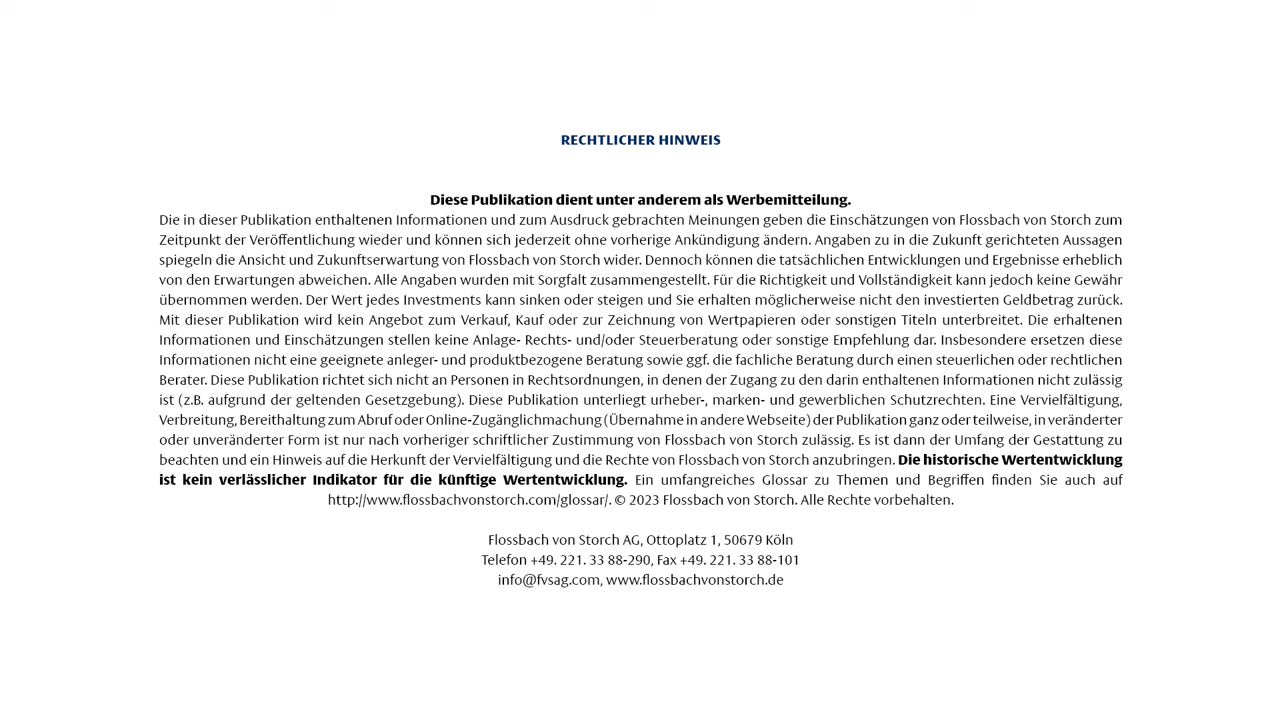 RECHTLICHER HINWEIS
Diese Publikation dient unter anderem als Werbemitteilung.
Die in dieser Publikation enthaltenen Informationen und zum Ausdruck gebrachten Meinungen geben die Einschätzungen von Flossbach von Storch zum
Zeitpunkt der Veröffentlichung wieder und können sich jederzeit ohne vorherige Ankündigung ändern. Angaben zu in die Zukunft gerichteten Aussagen
spiegeln die Ansicht und Zukunftserwartung von Flossbach von Storch wider. Dennoch können die tatsächlichen Entwicklungen und Ergebnisse erheblich
von den Erwartungen abweichen. Alle Angaben wurden mit Sorgfalt zusammengestellt. Für die Richtigkeit und Vollständigkeit kann jedoch keine Gewähr
übernommen werden. Der Wert jedes Investments kann sinken oder steigen und Sie erhalten möglicherweise nicht den investierten Geldbetrag zurück.
Mit dieser Publikation wird kein Angebot zum Verkauf, Kauf oder zur Zeichnung von Wertpapieren oder sonstigen Titeln unterbreitet. Die erhaltenen
Informationen und Einschätzungen stellen keine Anlage- Rechts- und/oder Steuerberatung oder sonstige Empfehlung dar. Insbesondere ersetzen diese
Informationen nicht eine geeignete anleger- und produktbezogene Beratung sowie ggf. die fachliche Beratung durch einen steuerlichen oder rechtlichen
Berater. Diese Publikation richtet sich nicht an Personen in Rechtsordnungen, in denen der Zugang zu den darin enthaltenen Informationen nicht zulässig
ist (z.B. aufgrund der geltenden Gesetzgebung). Diese Publikation unterliegt urheber-, marken- und gewerblichen Schutzrechten. Eine Vervielfältigung,
Verbreitung, Bereithaltung zum Abruf oder Online-Zugänglichmachung (Übernahme in andere Webseite) der Publikation ganz oder teilweise, in veränderter
oder unveränderter Form ist nur nach vorheriger schriftlicher Zustimmung von Flossbach von Storch zulässig. Es ist dann der Umfang der Gestattung zu
beachten und ein Hinweis auf die Herkunft der Vervielfältigung und die Rechte von Flossbach von Storch anzubringen. Die historische Wertentwicklung
ist kein verlässlicher Indikator für die künftige Wertentwicklung. Ein umfangreiches Glossar zu Themen und Begriffen finden Sie auch auf
http://www.flossbachvonstorch.com/glossar/. © 2023 Flossbach von Storch. Alle Rechte vorbehalten.
Flossbach von Storch AG, Ottoplatz 1, 50679 Köln
Telefon +49. 221. 33 88-290, Fax +49. 221. 33 88-101
info@fvsag.com, www.flossbachvonstorch.de